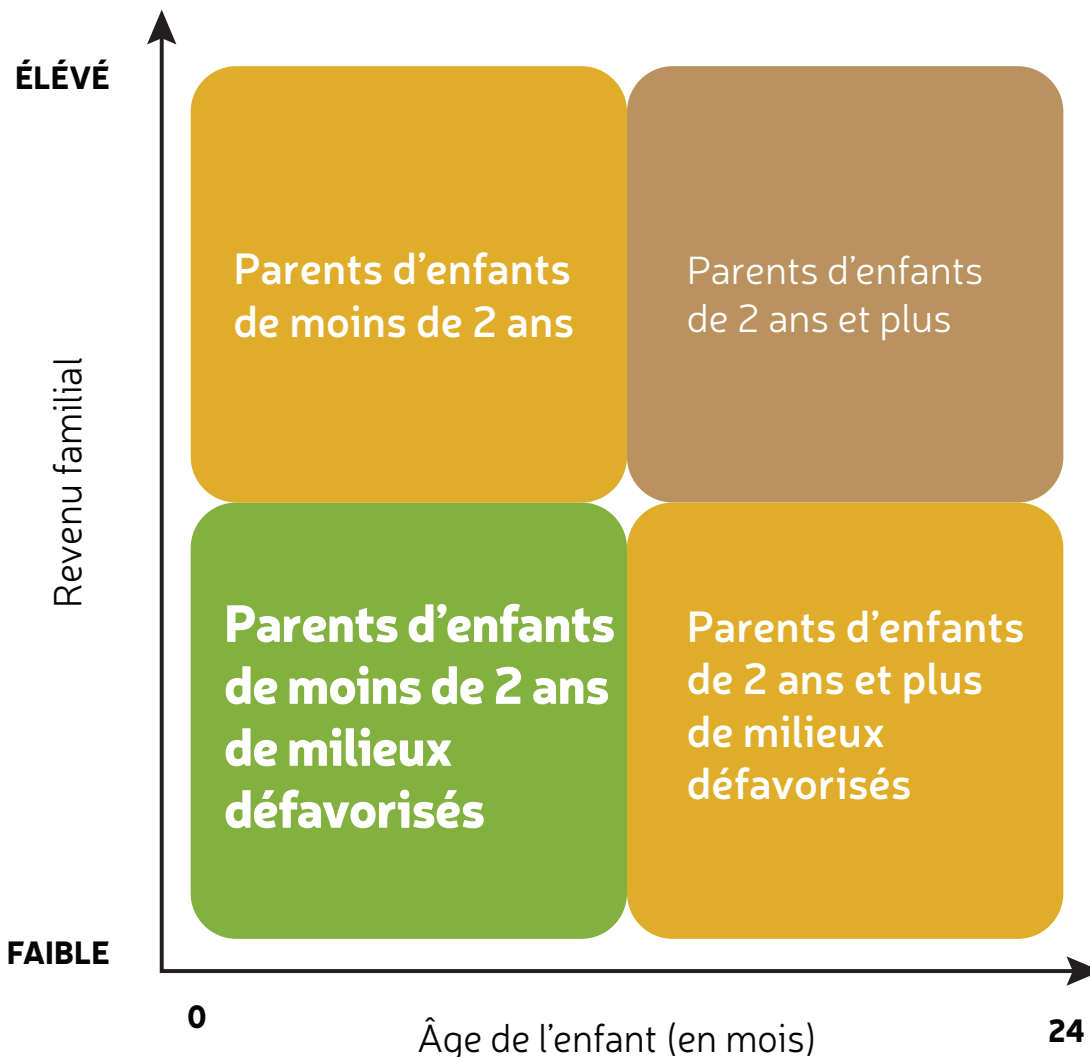 ÉLÉVÉ
Parents d’enfants
de moins de 2 ans
Parents d’enfants
de 2 ans et plus
Revenu familial
Parents d’enfants
de moins de 2 ans
de milieux
défavorisés
Parents d’enfants
de 2 ans et plus
de milieux
défavorisés
FAIBLE
0
Âge de l’enfant (en mois)
24